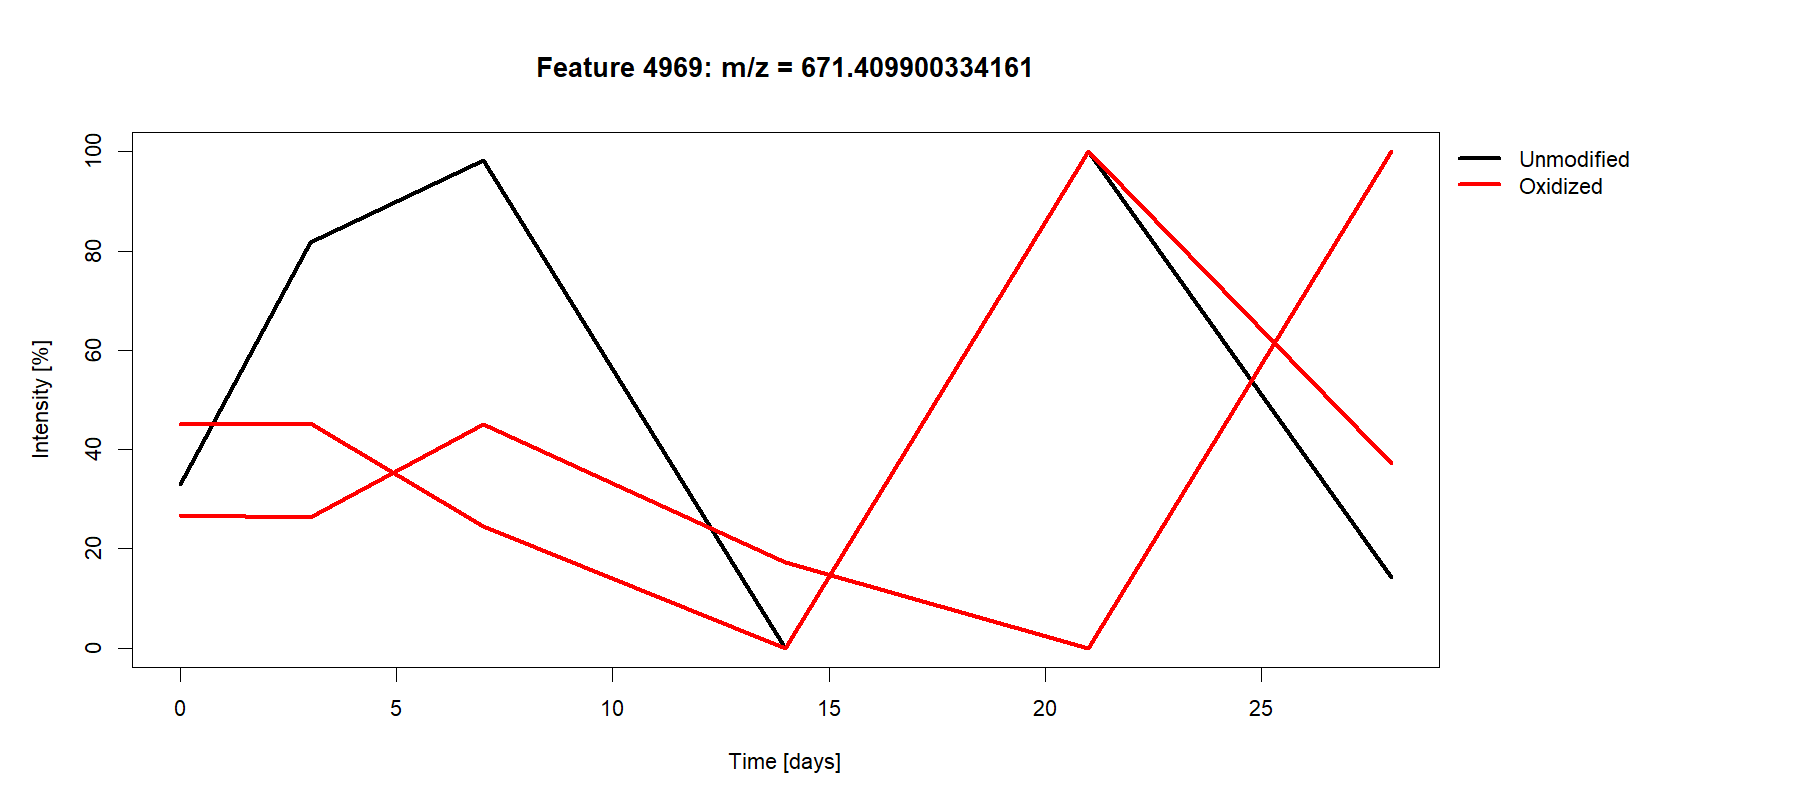 Feature 4969: m/z = 671.409900334161
Unmodified
Oxidized
Intensity [%]
100
80
60
40
20
0
0 5 10 15 20 25
Time [days]